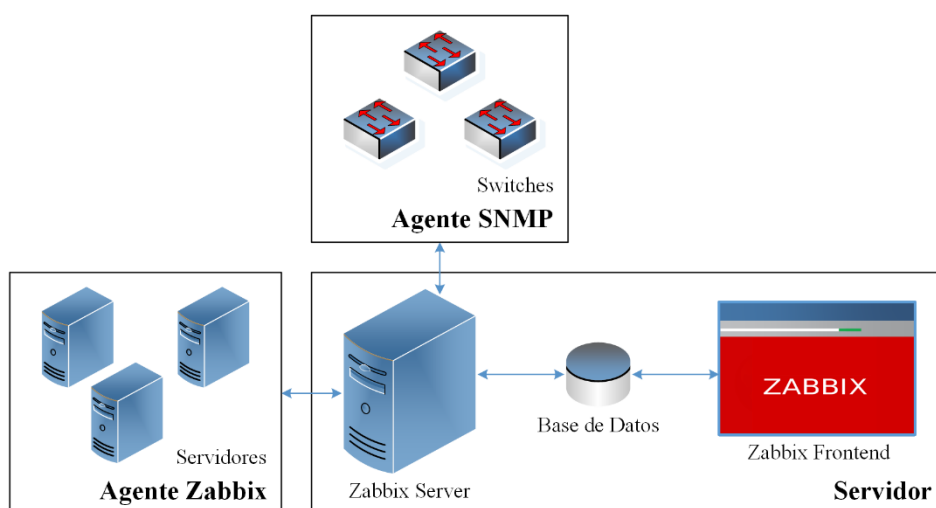 Switches
Agente SNMP
Servidores
Agente Zabbix
Zabbix Server
Base de Datos
ZABBIX
Zabbix Frontend
Servidor